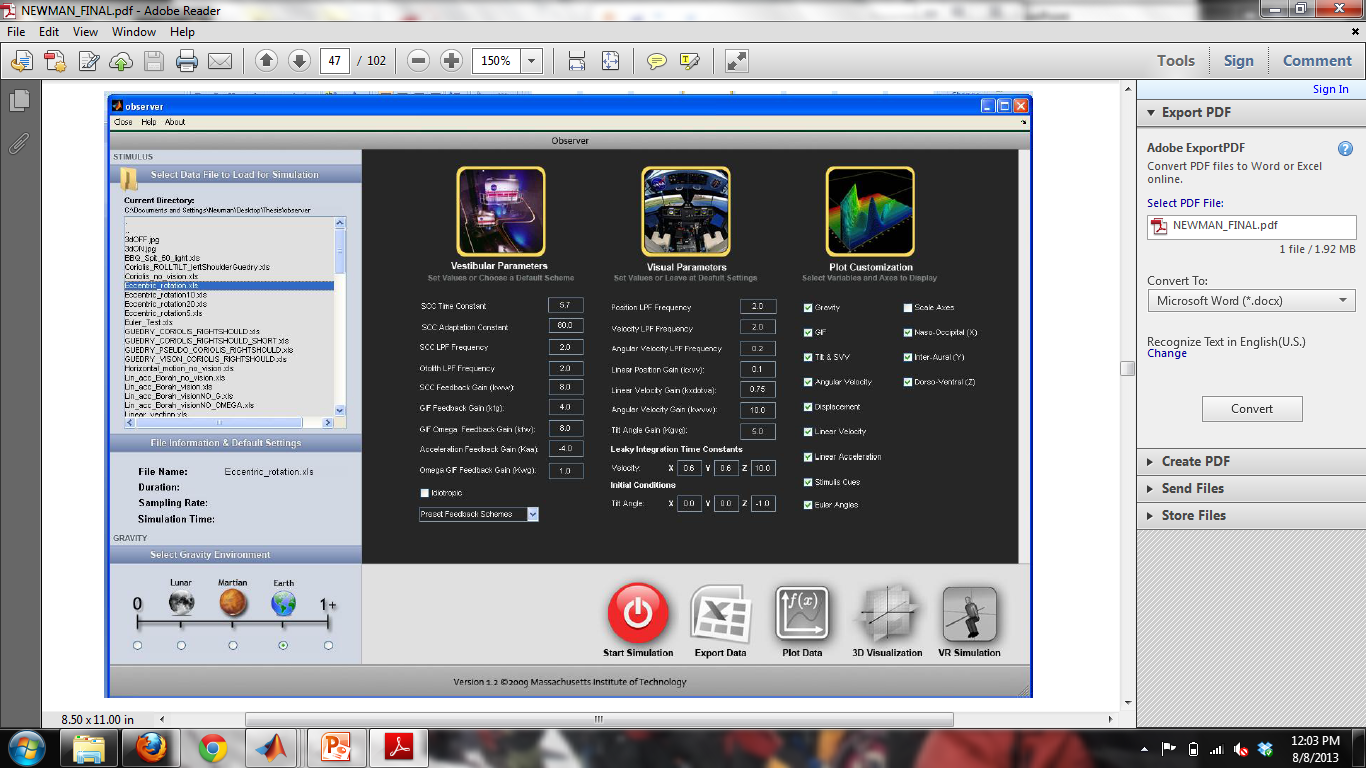 NEWMAN_FINAL.pdf - Adobe Reader
File Edit View Window Help
47 / 102 150% Tools Sign Comment
Sign In
observer
Close Help About
Observer
STIMULUS
Select Data File to Load for Simulation
Current Directory:
C:\Documents and Settings\Newman\Desktop\Thesis\observer
.
..
3dOFF.jpg
3dON.jpg
BBQ_Spit_60_light.xls
Coriolis_ROLLTILT_leftShoulderGuedry.xls
Coriolis_no_vision.xls
Eccentric_rotation.xls
Eccentric_rotation10.xls
Eccentric_rotation20.xls
Eccentric_rotation5.xls
Euler_Test.xls
GUEDRY_CORIOLIS_RIGHTSHOULD.xls
GUEDRY_CORIOLIS_RIGHTSHOULD_SHORT.xls
GUEDRY_PSEUDO_CORIOLIS_RIGHTSHOULD.xls
GUEDRY_VISON_CORIOLIS_RIGHTSHOULD.xls
Horizontal_motion_no_vision.xls
Lin_acc_Borah_no_vision.xls
Lin_acc_Borah_vision.xls
Lin_acc_Borah_visionNO_G.xls
Lin_acc_Borah_visionNO_OMEGA.xls
Linear_vection.xls
File Information & Default Settings
File Name: Eccentric_rotation.xls
Duration:
Sampling Rate:
Simulation Time:
GRAVITY
Select Gravity Environment
Lunar Martian Earth
0 1+
Vestibular Parameters
Set Values or Choose a Default Scheme
SCC Time Constant 5.7
SCC Adaptation Constant 80.0
SCC LPF Frequency 2.0
Otolith LPF Frequency 2.0
SCC Feedback Gain (kww): 8.0
GIF Feedback Gain (kfg): 4.0
GIF Omega Feedback Gain (kfw): 8.0
Acceleration Feedback Gain (Kaa): -4.0
Omega GIF Feedback Gain (Kwg): 1.0
Idiotropic
Preset Feedback Schemes
Visual Parameters
Set Values or Leave at Deafult Settings
Position LPF Frequency 2.0
Velocity LPF Frequency 2.0
Angular Velocity LPF Frequency 0.2
Linear Position Gain (kxvv): 0.1
Linear Velocity Gain (kxdotva): 0.75
Angular Velocity Gain (kwvw): 10.0
Tilt Angle Gain (Kgvg): 5.0
Leaky Integration Time Constants
Velocity: X 0.6 Y 0.6 Z 10.0
Initial Conditions
Tilt Angle: X 0.0 Y 0.0 Z -1.0
Plot Customization
Select Variables and Axes to Display
Gravity Scale Axes
GIF Naso-Occipital (X)
Tilt & SVV Inter-Aural (Y)
Angular Velocity Dorso-Ventral (Z)
Displacement
Linear Velocity
Linear Acceleration
Stimulis Cues
Euler Angles
f(x)
Start Simulation Export Data Plot Data 3D Visualization VR Simulation
Version 1.2 ©2009 Massachusetts Institute of Technology
Export PDF
Adobe ExportPDF
Convert PDF files to Word or Excel
online.
Select PDF File:
NEWMAN_FINAL.pdf
1 file / 1.92 MB
Convert To:
Microsoft Word (*.docx)
Recognize Text in English(U.S.)
Change
Convert
Create PDF
Send Files
Store Files
8.50 x 11.00 in
12:03 PM
8/8/2013